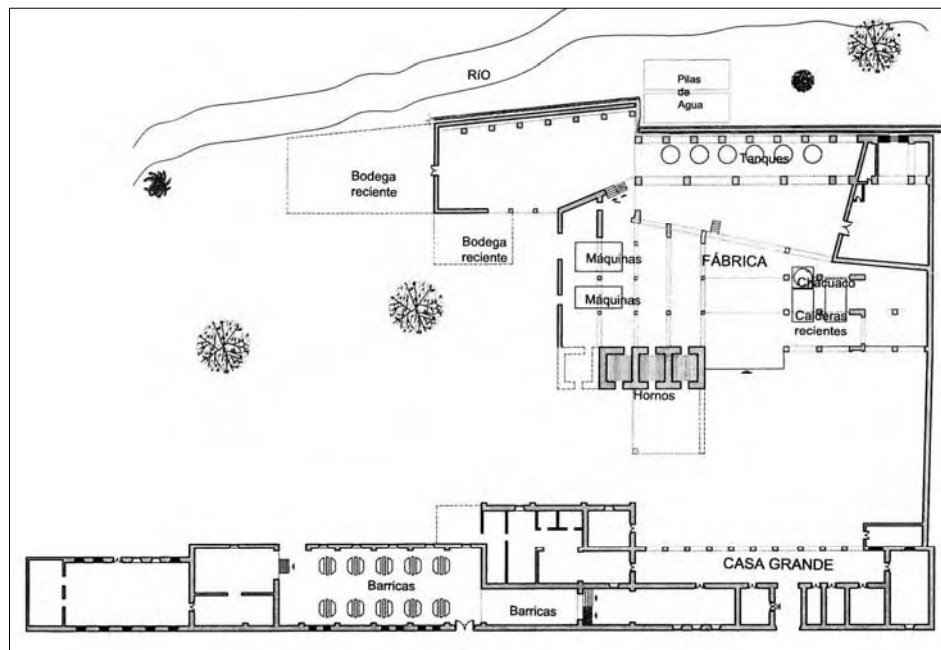 RÍO
Pilas
de
Agua
Tanques
Bodega
reciente
Bodega
reciente
Máquinas
FÁBRICA
Máquinas
Chacuaco
Calderas
recientes
Hornos
CASA GRANDE
Barricas
Barricas